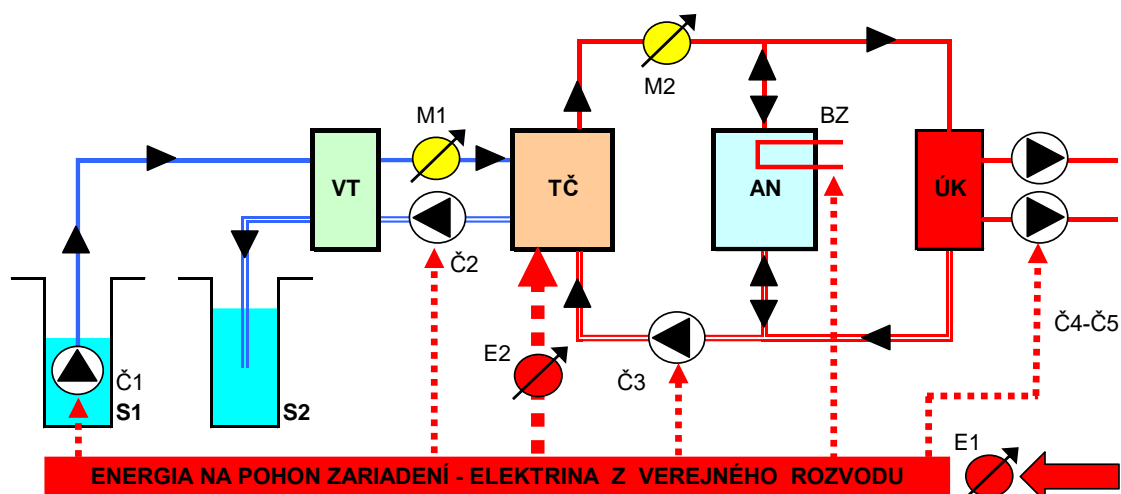 M2
M1
BZ
VT
TČ
AN
ÚK
Č2
Č1
S1
S2
E2
Č3
Č4-Č5
E1
ENERGIA NA POHON ZARIADENÍ - ELEKTRINA Z VEREJNÉHO ROZVODU